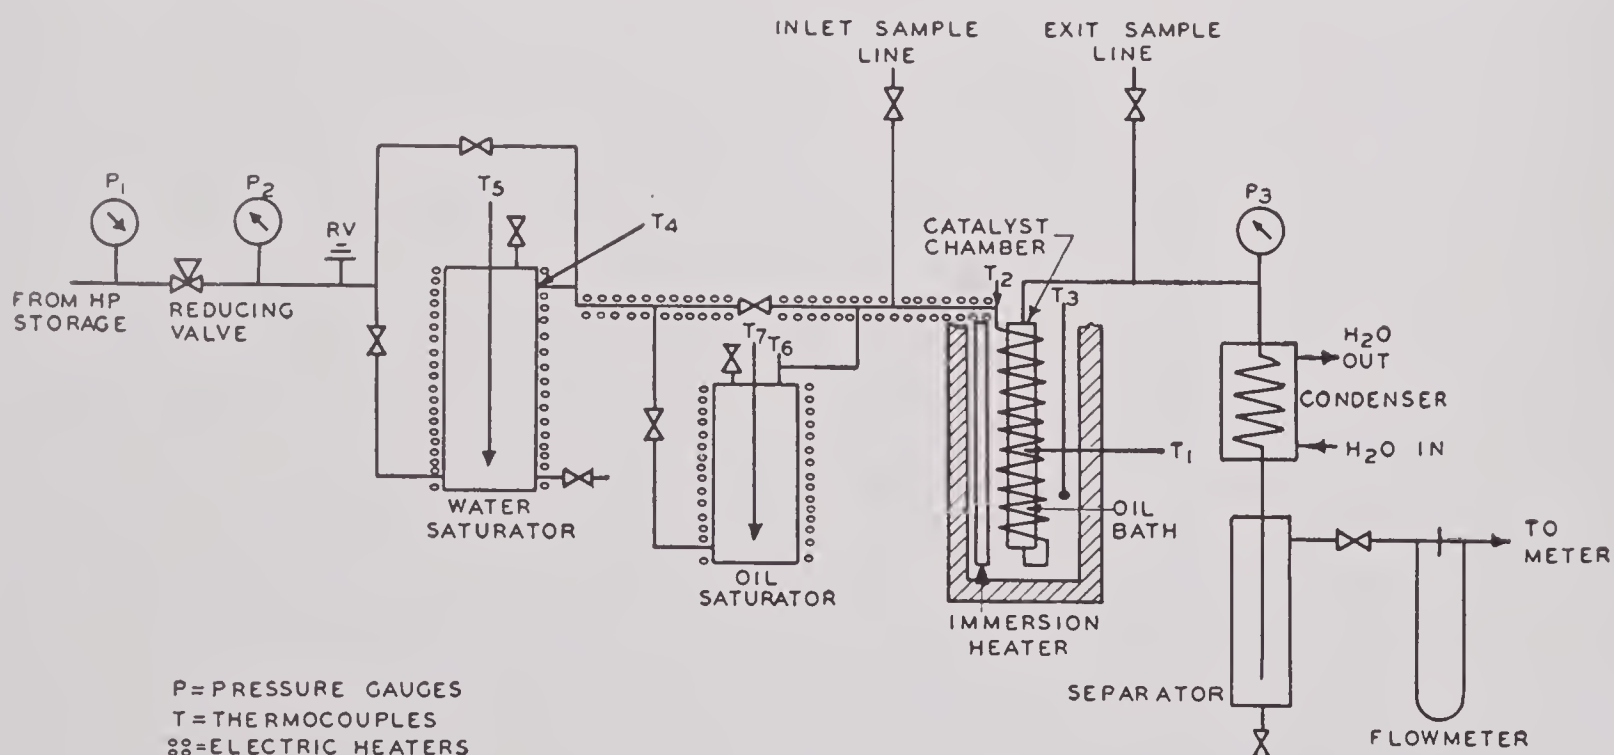 INLET SAMPLE
LINE
EXIT SAMPLE
LINE
P1
P2
RV
T5
T4
P3
CATALYST
CHAMBER
T2
T3
FROM HP
STORAGE
REDUCING
VALVE
T7
T6
H2O
OUT
CONDENSER
H2O IN
T1
WATER
SATURATOR
OIL
BATH
TO
METER
OIL
SATURATOR
IMMERSION
HEATER
SEPARATOR
FLOWMETER
P=PRESSURE GAUGES
T=THERMOCOUPLES
=ELECTRIC HEATERS